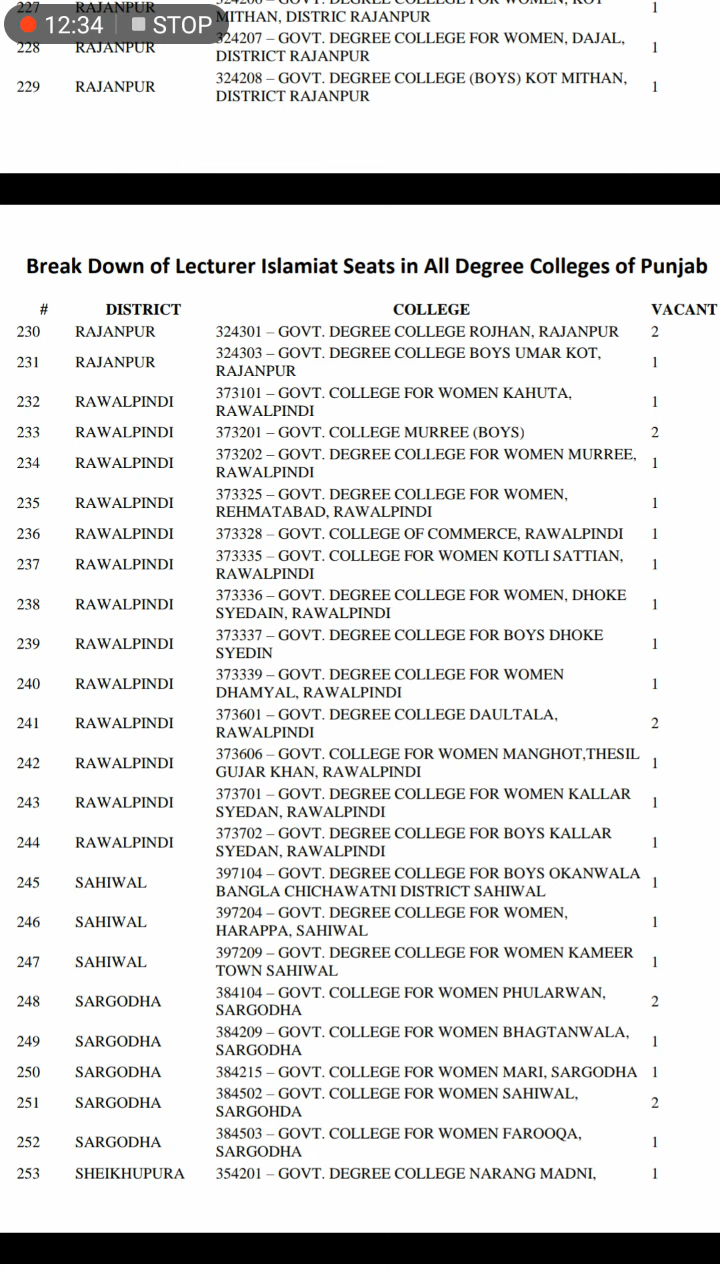 227 RAJANPUR MITHAN, DISTRIC RAJANPUR 1
12:34 STOP
324207 – GOVT. DEGREE COLLEGE FOR WOMEN, DAJAL,
228 RAJANPUR 1
DISTRICT RAJANPUR
324208 – GOVT. DEGREE COLLEGE (BOYS) KOT MITHAN,
229 RAJANPUR 1
DISTRICT RAJANPUR
Break Down of Lecturer Islamiat Seats in All Degree Colleges of Punjab
# DISTRICT COLLEGE VACANT
230 RAJANPUR 324301 – GOVT. DEGREE COLLEGE ROJHAN, RAJANPUR 2
324303 – GOVT. DEGREE COLLEGE BOYS UMAR KOT,
231 RAJANPUR 1
RAJANPUR
373101 – GOVT. COLLEGE FOR WOMEN KAHUTA,
232 RAWALPINDI 1
RAWALPINDI
233 RAWALPINDI 373201 – GOVT. COLLEGE MURREE (BOYS) 2
373202 – GOVT. DEGREE COLLEGE FOR WOMEN MURREE,
234 RAWALPINDI 1
RAWALPINDI
373325 – GOVT. DEGREE COLLEGE FOR WOMEN,
235 RAWALPINDI 1
REHMATABAD, RAWALPINDI
236 RAWALPINDI 373328 – GOVT. COLLEGE OF COMMERCE, RAWALPINDI 1
373335 – GOVT. COLLEGE FOR WOMEN KOTLI SATTIAN,
237 RAWALPINDI 1
RAWALPINDI
373336 – GOVT. DEGREE COLLEGE FOR WOMEN, DHOKE
238 RAWALPINDI 1
SYEDAIN, RAWALPINDI
373337 – GOVT. DEGREE COLLEGE FOR BOYS DHOKE
239 RAWALPINDI 1
SYEDIN
373339 – GOVT. DEGREE COLLEGE FOR WOMEN
240 RAWALPINDI 1
DHAMYAL, RAWALPINDI
373601 – GOVT. DEGREE COLLEGE DAULTALA,
241 RAWALPINDI 2
RAWALPINDI
373606 – GOVT. COLLEGE FOR WOMEN MANGHOT,THESIL
242 RAWALPINDI 1
GUJAR KHAN, RAWALPINDI
373701 – GOVT. DEGREE COLLEGE FOR WOMEN KALLAR
243 RAWALPINDI 1
SYEDAN, RAWALPINDI
373702 – GOVT. DEGREE COLLEGE FOR BOYS KALLAR
244 RAWALPINDI 1
SYEDAN, RAWALPINDI
397104 – GOVT. DEGREE COLLEGE FOR BOYS OKANWALA
245 SAHIWAL 1
BANGLA CHICHAWATNI DISTRICT SAHIWAL
397204 – GOVT. DEGREE COLLEGE FOR WOMEN,
246 SAHIWAL 1
HARAPPA, SAHIWAL
397209 – GOVT. DEGREE COLLEGE FOR WOMEN KAMEER
247 SAHIWAL 1
TOWN SAHIWAL
384104 – GOVT. COLLEGE FOR WOMEN PHULARWAN,
248 SARGODHA 2
SARGODHA
384209 – GOVT. COLLEGE FOR WOMEN BHAGTANWALA,
249 SARGODHA 1
SARGODHA
250 SARGODHA 384215 – GOVT. COLLEGE FOR WOMEN MARI, SARGODHA 1
384502 – GOVT. COLLEGE FOR WOMEN SAHIWAL,
251 SARGODHA 2
SARGOHDA
384503 – GOVT. COLLEGE FOR WOMEN FAROOQA,
252 SARGODHA 1
SARGODHA
253 SHEIKHUPURA 354201 – GOVT. DEGREE COLLEGE NARANG MADNI, 1